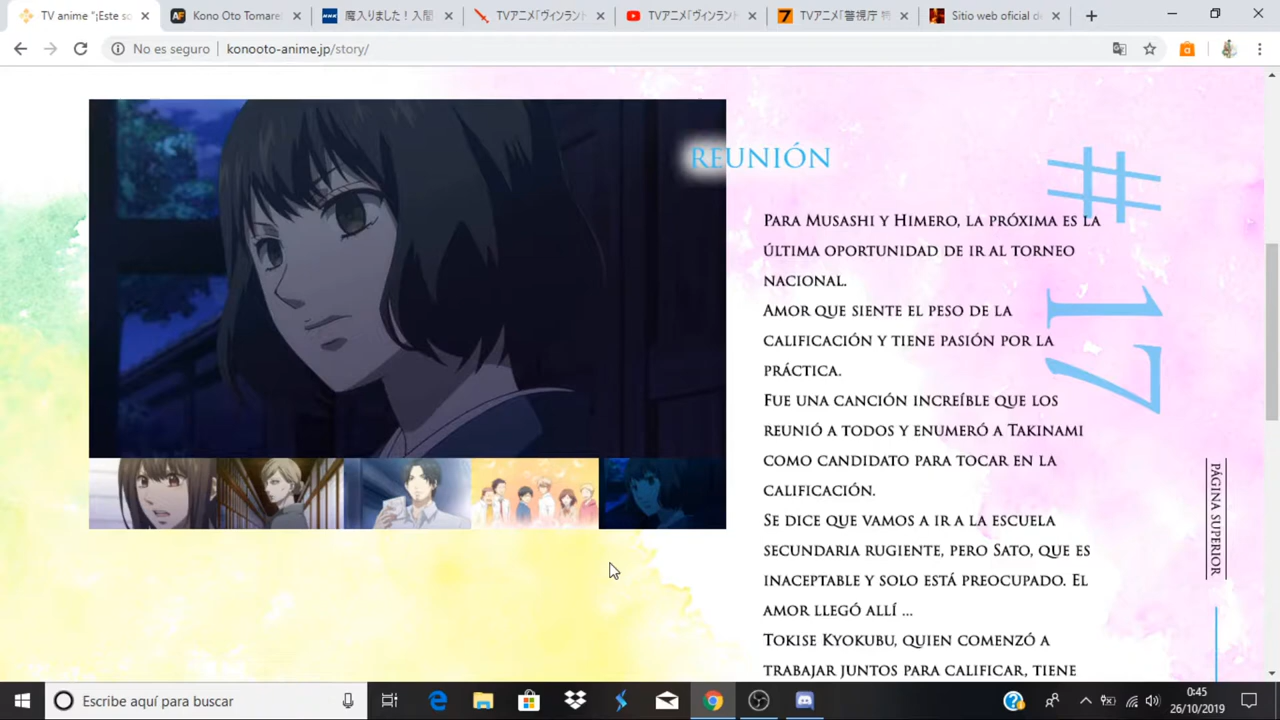 TV anime "¡Este so
Kono Oto Tomare
NHK
魔入りました！入間
TVアニメ「ヴィンラント
TVアニメ「ヴィンラン
TVアニメ「警視庁 特
Sitio web oficial de
No es seguro
konooto-anime.jp/story/
Reunión
#17
Para Musashi y Himero, la próxima es la
última oportunidad de ir al torneo
nacional.
Amor que siente el peso de la
calificación y tiene pasión por la
práctica.
Fue una canción increíble que los
reunió a todos y enumeró a Takinami
como candidato para tocar en la
calificación.
Se dice que vamos a ir a la escuela
secundaria rugiente, pero Sato, que es
inaceptable y solo está preocupado. El
amor llegó allí ...
Tokise Kyokubu, quien comenzó a
trabajar juntos para calificar, tiene
Página superior
Escribe aquí para buscar
0:45
26/10/2019